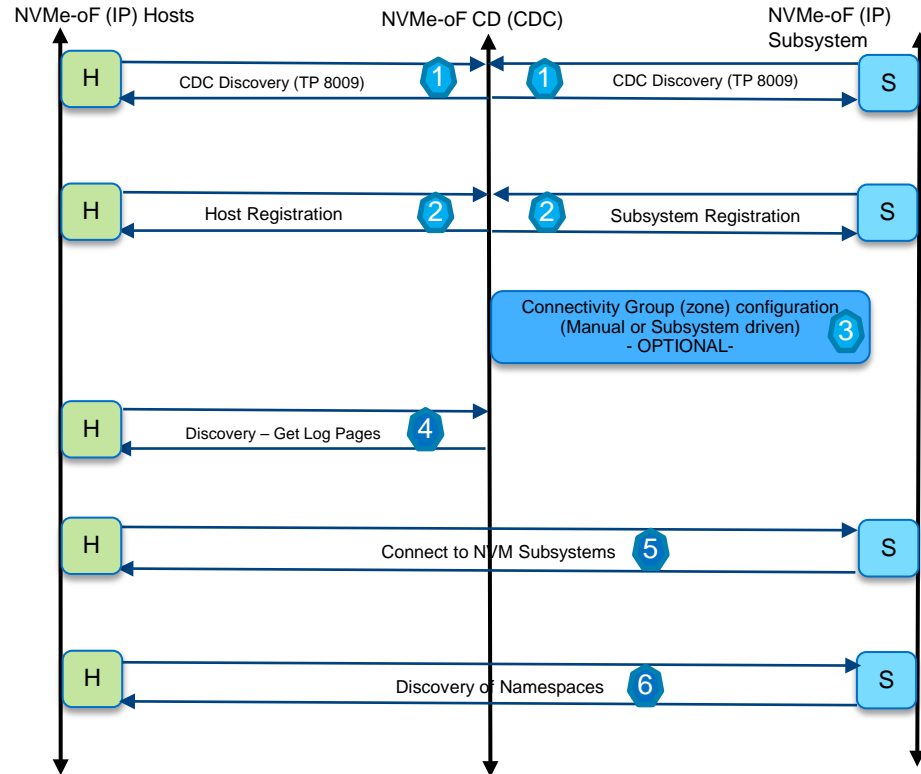 NVMe-oF (IP) Hosts
NVMe-oF CD (CDC)
NVMe-oF (IP)
Subsystem
H
CDC Discovery (TP 8009)
1
1
CDC Discovery (TP 8009)
S
H
Host Registration
2
2
Subsystem Registration
S
Connectivity Group (zone) configuration
(Manual or Subsystem driven)
- OPTIONAL-
3
H
Discovery – Get Log Pages
4
H
Connect to NVM Subsystems
5
S
H
Discovery of Namespaces
6
S